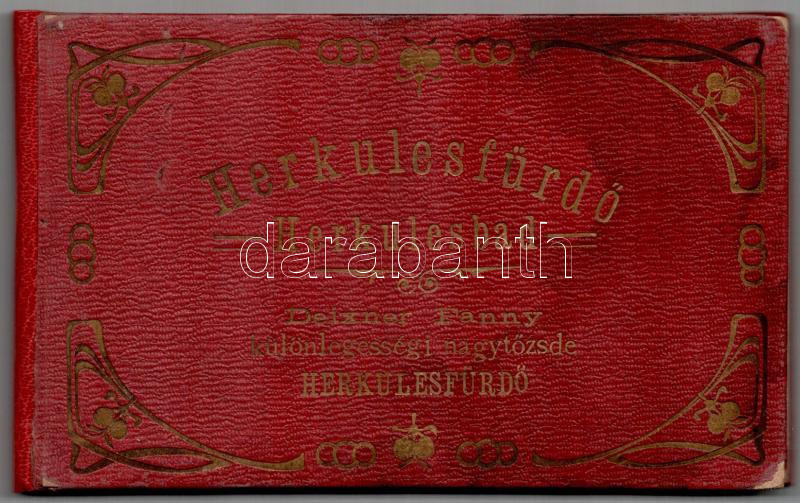 Herkulesfürdő
Herkulesbad
darabanth
Deixner Fanny
különlegességi nagytőzsde
HERKULESFÜRDŐ